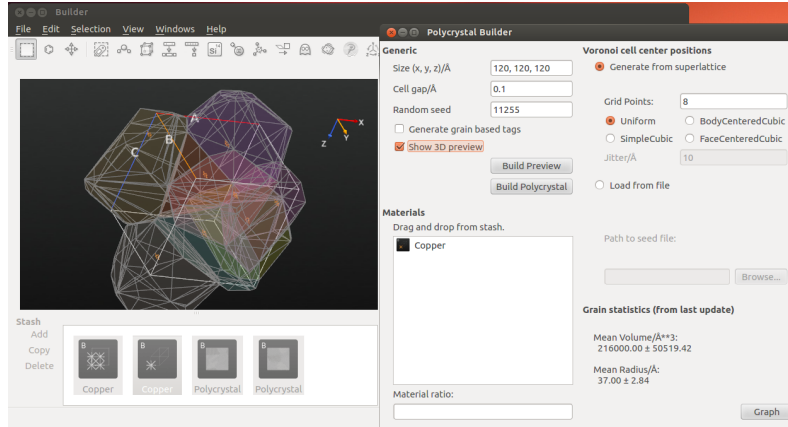 Builder
File Edit Selection View Windows Help
Si
A
B
C
x
Y
z
Stash
Add
Copy
Delete
B
Copper
B
Copper
B
Polycrystal
B
Polycrystal
Polycrystal Builder
Generic
Size (x, y, z)/Å 120, 120, 120
Cell gap/Å 0.1
Random seed 11255
Generate grain based tags
Show 3D preview
Build Preview
Build Polycrystal
Materials
Drag and drop from stash.
Copper
Material ratio:
Voronoi cell center positions
Generate from superlattice
Grid Points: 8
Uniform BodyCenteredCubic
SimpleCubic FaceCenteredCubic
Jitter/Å 10
Load from file
Path to seed file:
Browse...
Grain statistics (from last update)
Mean Volume/Å**3:
216000.00 ± 50519.42
Mean Radius/Å:
37.00 ± 2.84
Graph